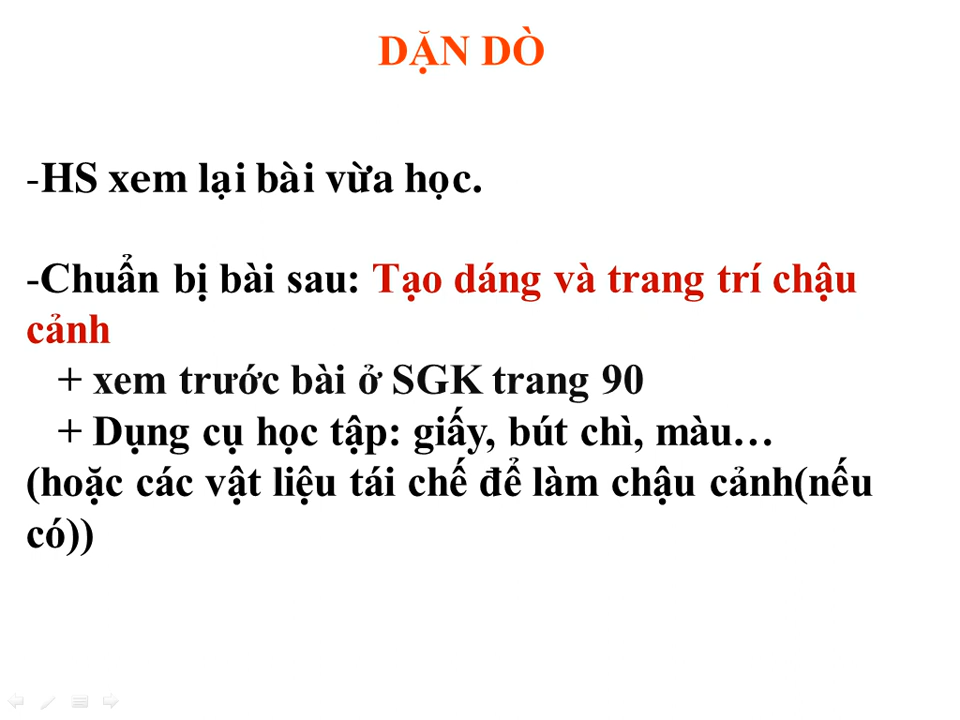 DẶN DÒ
-HS xem lại bài vừa học.
-Chuẩn bị bài sau: Tạo dáng và trang trí chậu
cảnh
+ xem trước bài ở SGK trang 90
+ Dụng cụ học tập: giấy, bút chì, màu…
(hoặc các vật liệu tái chế để làm chậu cảnh(nếu
có))